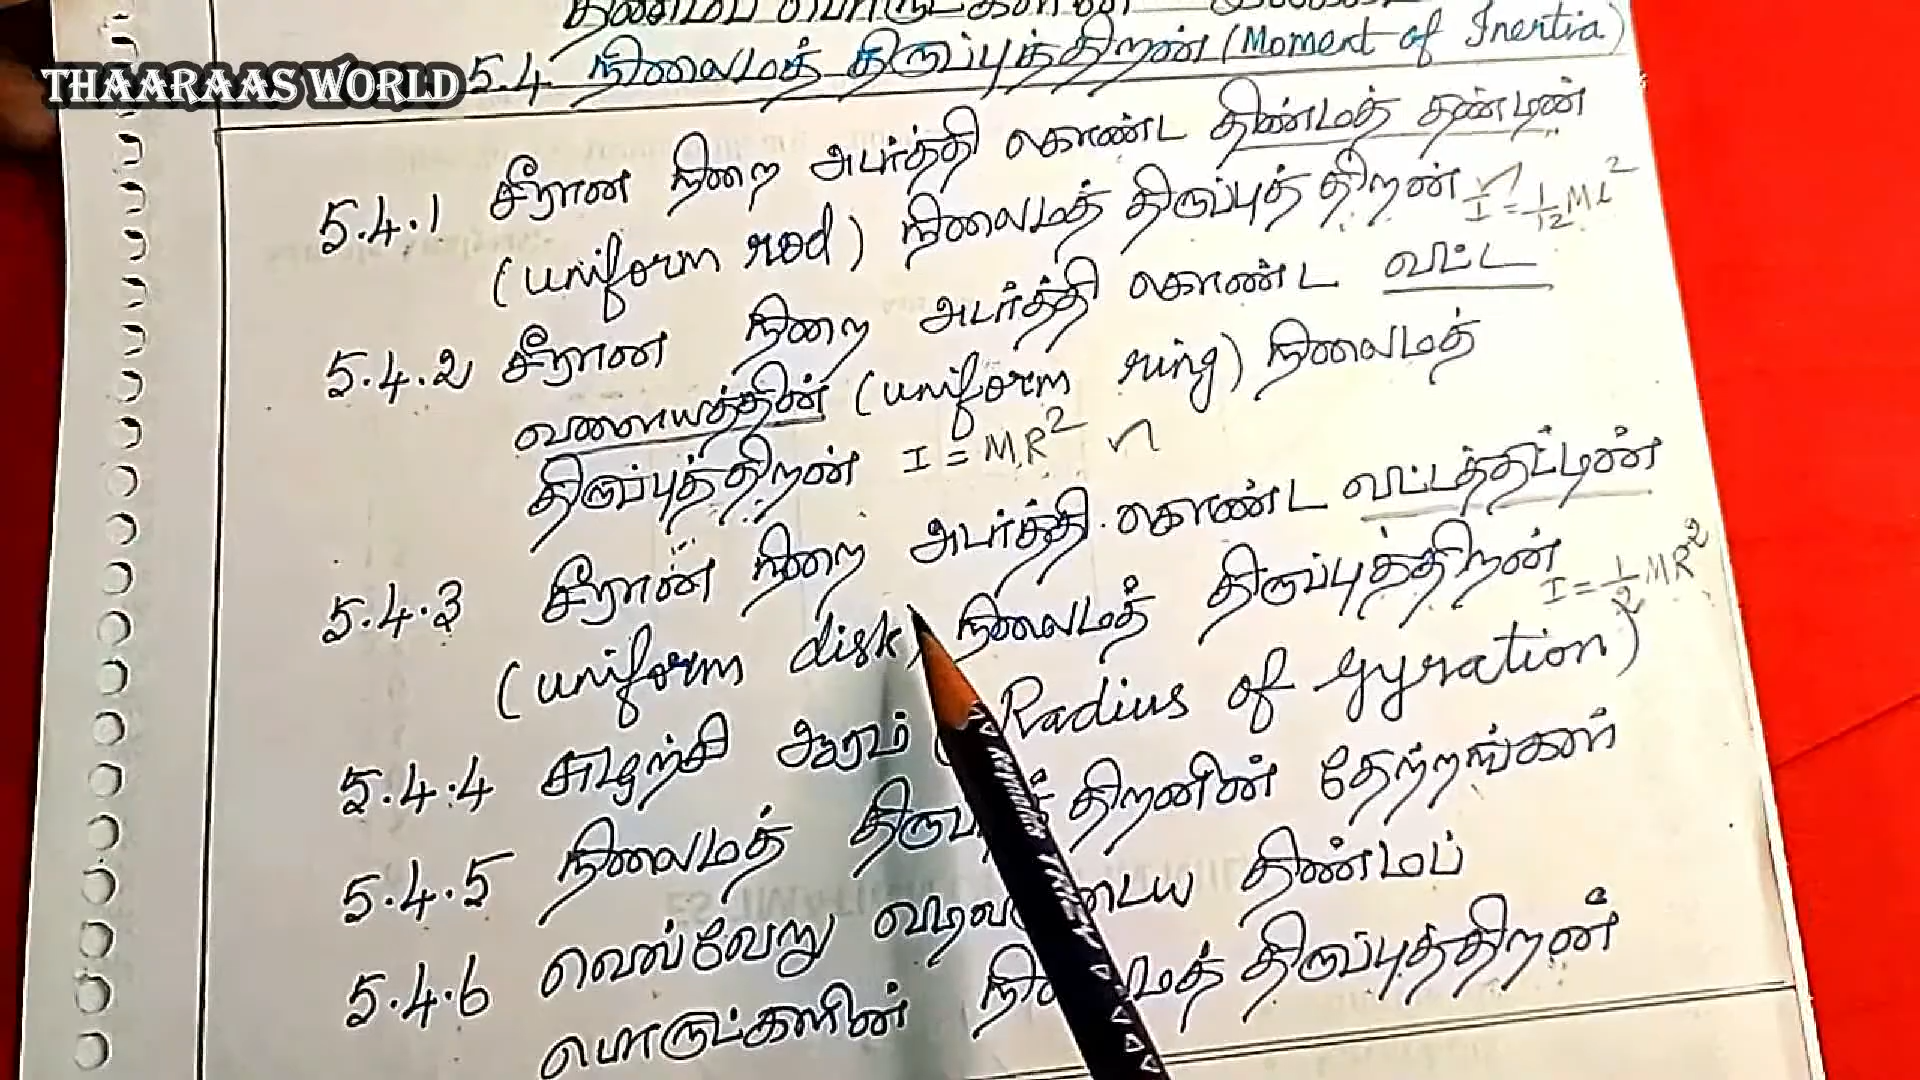 THAARAAS WORLD
5.4 நிலைமத் திருப்புத்திறன் (Moment of Inertia)
5.4.1 சீரான நிறை அடர்த்தி கொண்ட திண்மத் தண்டின்
(uniform rod) நிலைமத் திருப்புத் திறன் I = 1/12 ML²
5.4.2 சீரான நிறை அடர்த்தி கொண்ட வட்ட
வளையத்தின் (uniform ring) நிலைமத்
திருப்புத்திறன் I = MR²
5.4.3 சீரான நிறை அடர்த்தி கொண்ட வட்டத்தட்டின்
(uniform disk) நிலைமத் திருப்புத்திறன் I = 1/2 MR²
5.4.4 சுழற்சி ஆரம் (Radius of Gyration)
5.4.5 நிலைமத் திறனின் தேற்றங்கள்
5.4.6 வெவ்வேறு திண்மப்
பொருட்களின் நிலைமத் திருப்புத்திறன்